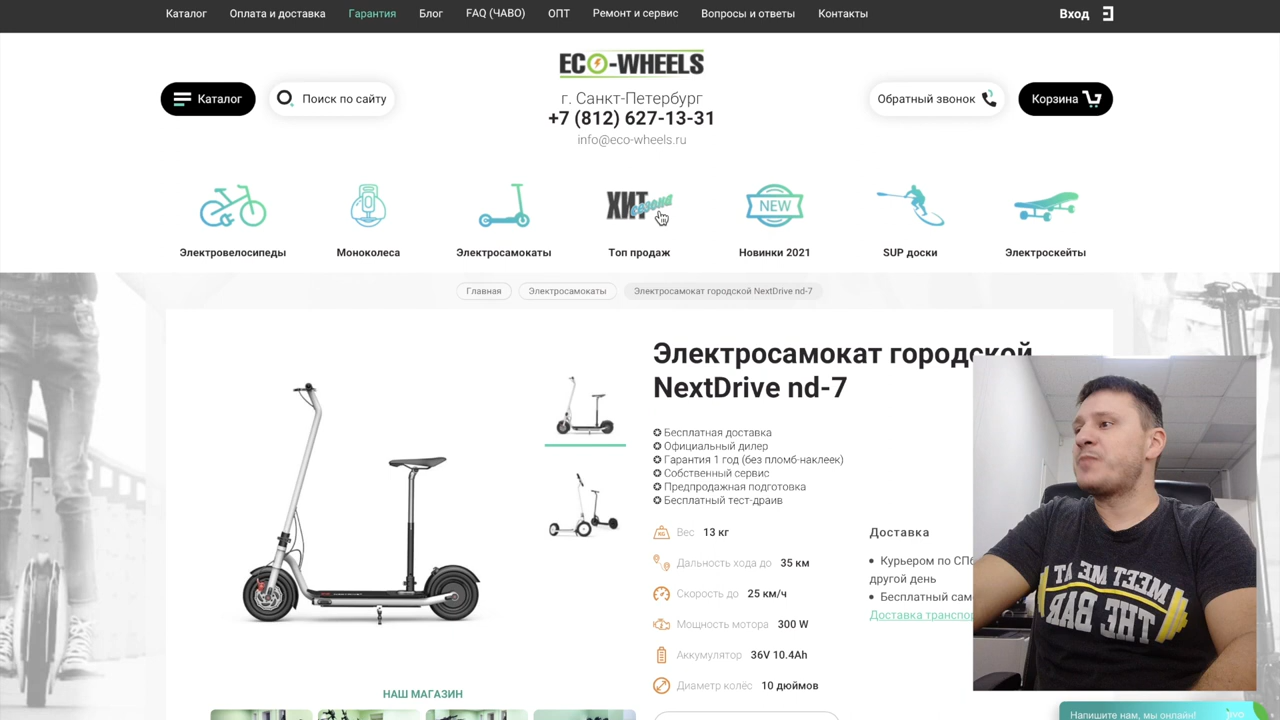 Каталог Оплата и доставка Гарантия Блог FAQ (ЧАВО) ОПТ Ремонт и сервис Вопросы и ответы Контакты Вход
ECO-WHEELS
Каталог Поиск по сайту
г. Санкт-Петербург
+7 (812) 627-13-31
info@eco-wheels.ru
Обратный звонок Корзина
ХИТ сезона
NEW
Электровелосипеды Моноколеса Электросамокаты Топ продаж Новинки 2021 SUP доски Электроскейты
Главная Электросамокаты Электросамокат городской NextDrive nd-7
Электросамокат городской
NextDrive nd-7
Бесплатная доставка
Официальный дилер
Гарантия 1 год (без пломб-наклеек)
Собственный сервис
Предпродажная подготовка
Бесплатный тест-драив
KG Вес 13 кг
Дальность хода до 35 км
Скорость до 25 км/ч
Мощность мотора 300 W
Аккумулятор 36V 10.4Ah
Диаметр колёс 10 дюймов
Доставка
Курьером по СПб
другой день
Бесплатный сам
Доставка транспор
MEET ME AT
THE BAR
НАШ МАГАЗИН
Напишите нам, мы онлайн! jivo